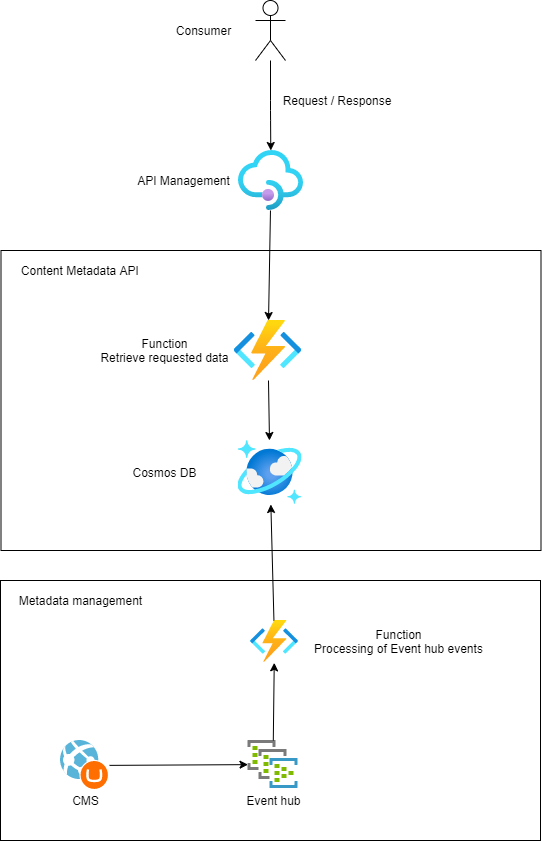 Consumer
Request / Response
API Management
Content Metadata API
Function
Retrieve requested data
Cosmos DB
Metadata management
Function
Processing of Event hub events
CMS
Event hub